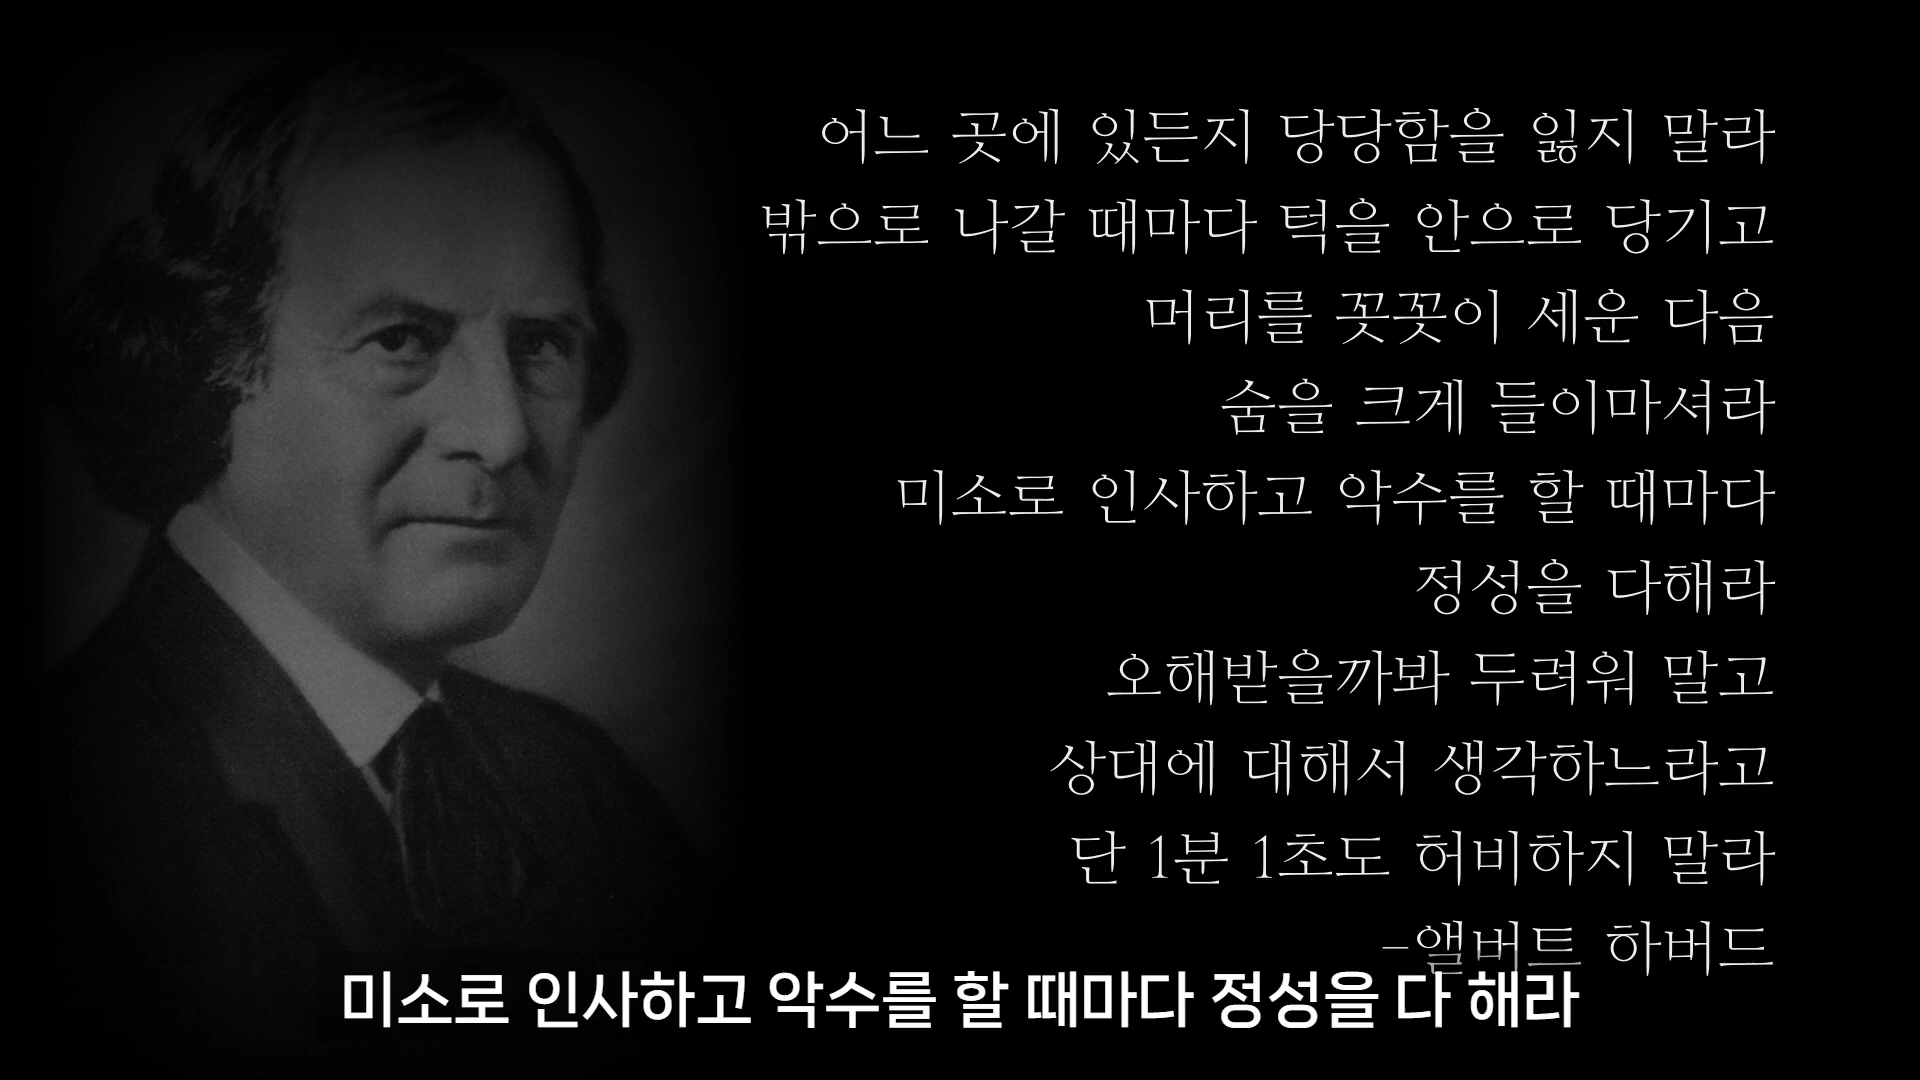 어느 곳에 있든지 당당함을 잃지 말라
밖으로 나갈 때마다 턱을 안으로 당기고
머리를 꼿꼿이 세운 다음
숨을 크게 들이마셔라
미소로 인사하고 악수를 할 때마다
정성을 다해라
오해받을까봐 두려워 말고
상대에 대해서 생각하느라고
단 1분 1초도 허비하지 말라
-앨버트 하버드
미소로 인사하고 악수를 할 때마다 정성을 다 해라